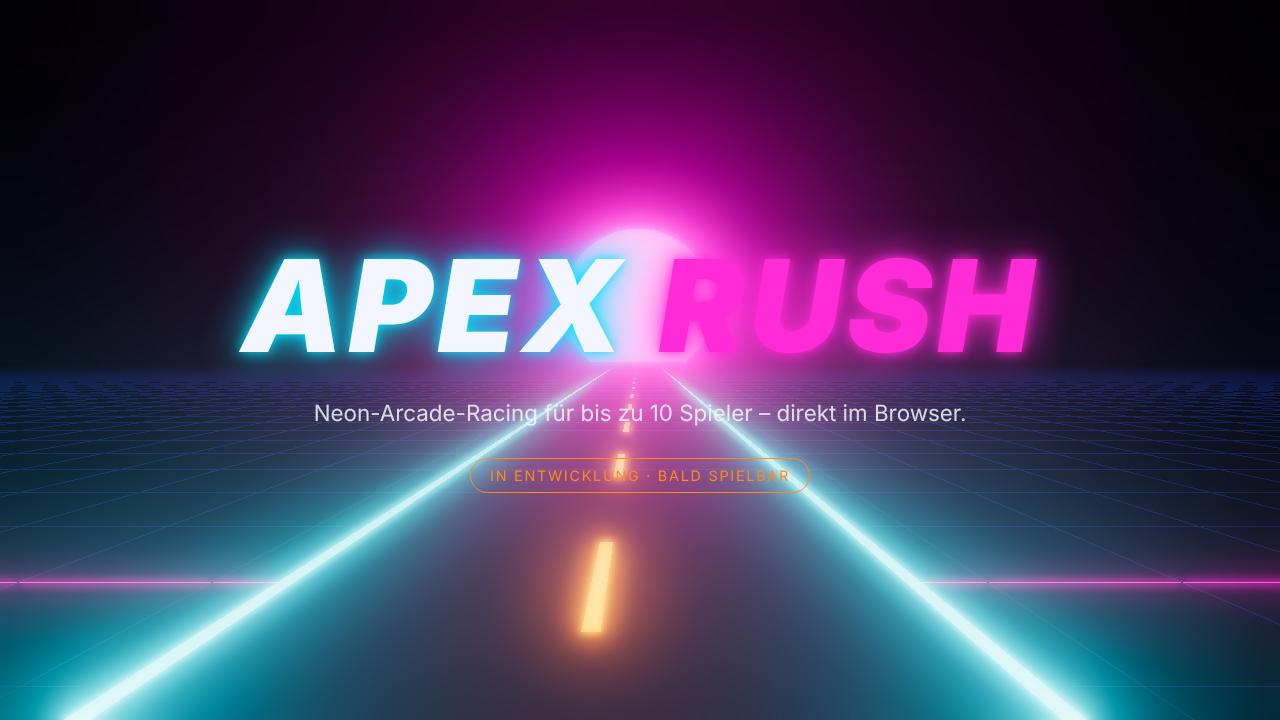 APEX RUSH
Neon-Arcade-Racing für bis zu 10 Spieler – direkt im Browser.
IN ENTWICKLUNG · BALD SPIELBAR